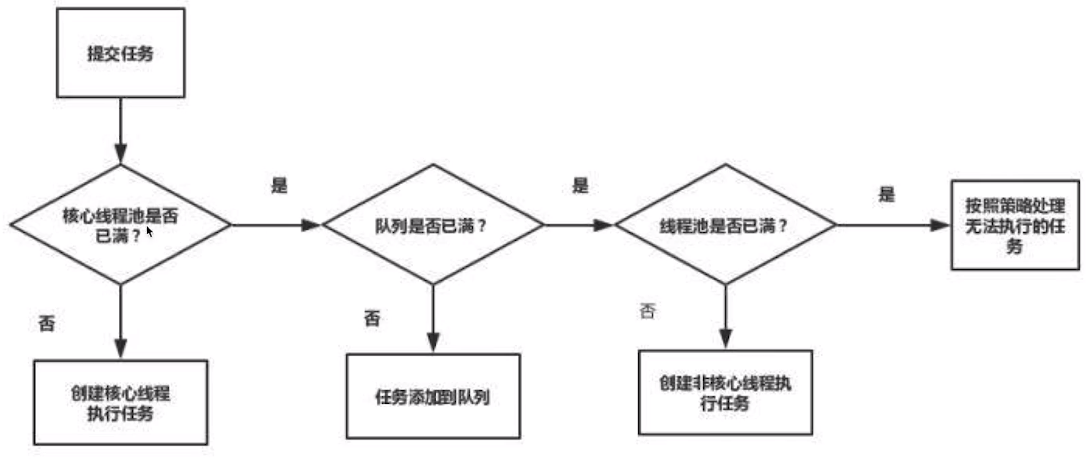 提交任务
核心线程池是否
已满？
是
队列是否已满？
是
线程池是否已满？
是
按照策略处理
无法执行的任
务
否
创建核心线程
执行任务
否
任务添加到队列
否
创建非核心线程执
行任务